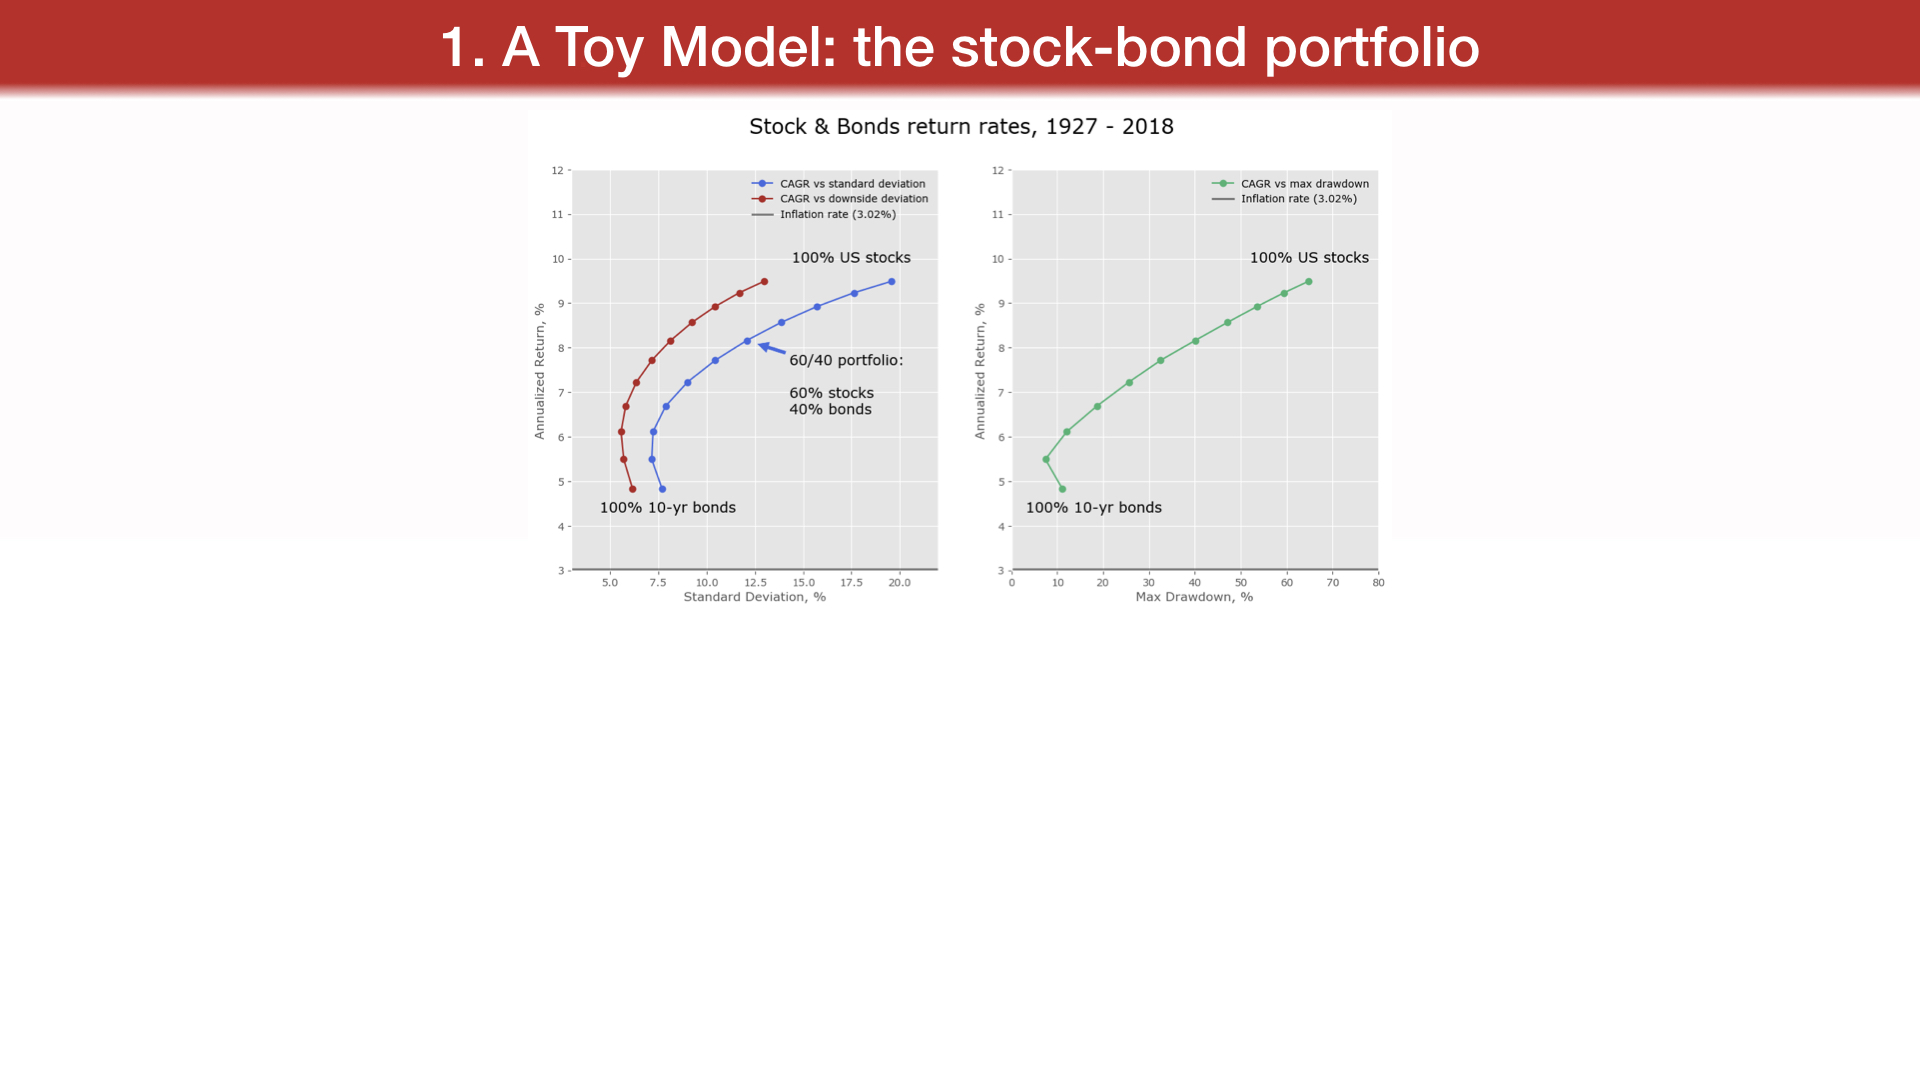 1. A Toy Model: the stock-bond portfolio
Stock & Bonds return rates, 1927 - 2018
12
11
10
9
8
7
6
5
4
3
Annualized Return, %
CAGR vs standard deviation
CAGR vs downside deviation
Inflation rate (3.02%)
100% US stocks
60/40 portfolio:
60% stocks
40% bonds
100% 10-yr bonds
5.0 7.5 10.0 12.5 15.0 17.5 20.0
Standard Deviation, %
12
11
10
9
8
7
6
5
4
3
Annualized Return, %
CAGR vs max drawdown
Inflation rate (3.02%)
100% US stocks
100% 10-yr bonds
0 10 20 30 40 50 60 70 80
Max Drawdown, %